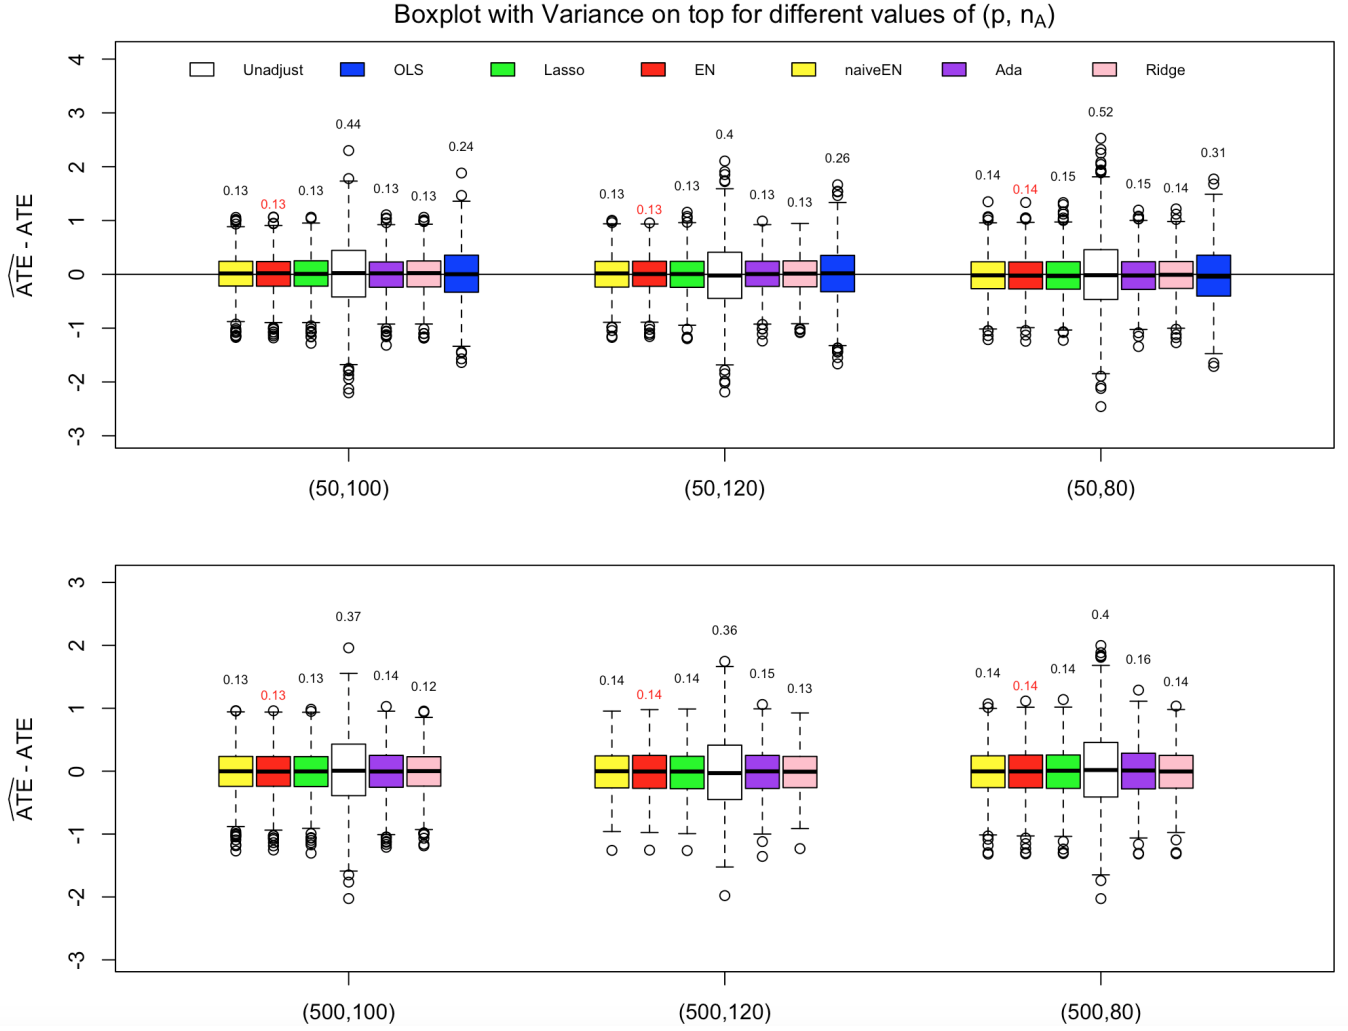 Boxplot with Variance on top for different values of (p, n_A)
Unadjust OLS Lasso EN naiveEN Ada Ridge
4
3
2
1
0
-1
-2
-3
ÂTE - ATE
0.13 0.13 0.13 0.44 0.13 0.13 0.24
0.13 0.13 0.13 0.4 0.13 0.13 0.26
0.14 0.14 0.15 0.52 0.15 0.14 0.31
(50,100) (50,120) (50,80)
3
2
1
0
-1
-2
-3
ÂTE - ATE
0.13 0.13 0.13 0.37 0.14 0.12
0.14 0.14 0.14 0.36 0.15 0.13
0.14 0.14 0.14 0.4 0.16 0.14
(500,100) (500,120) (500,80)